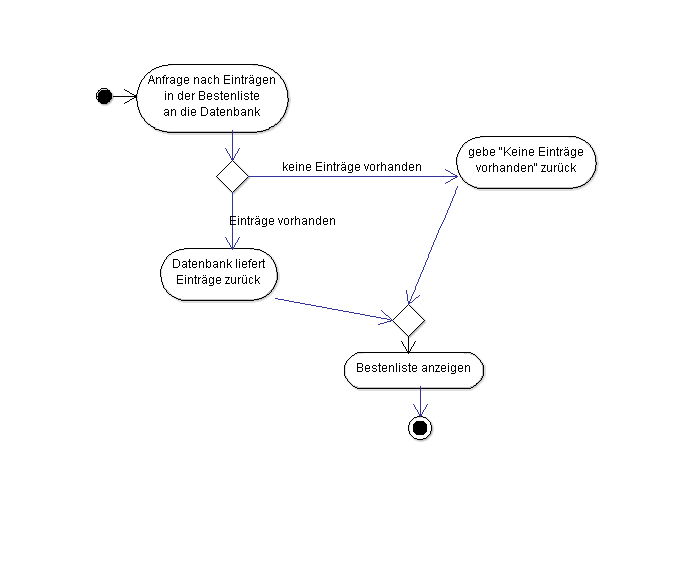 Anfrage nach Einträgen
in der Bestenliste
an die Datenbank
keine Einträge vorhanden
gebe "Keine Einträge
vorhanden" zurück
Einträge vorhanden
Datenbank liefert
Einträge zurück
Bestenliste anzeigen